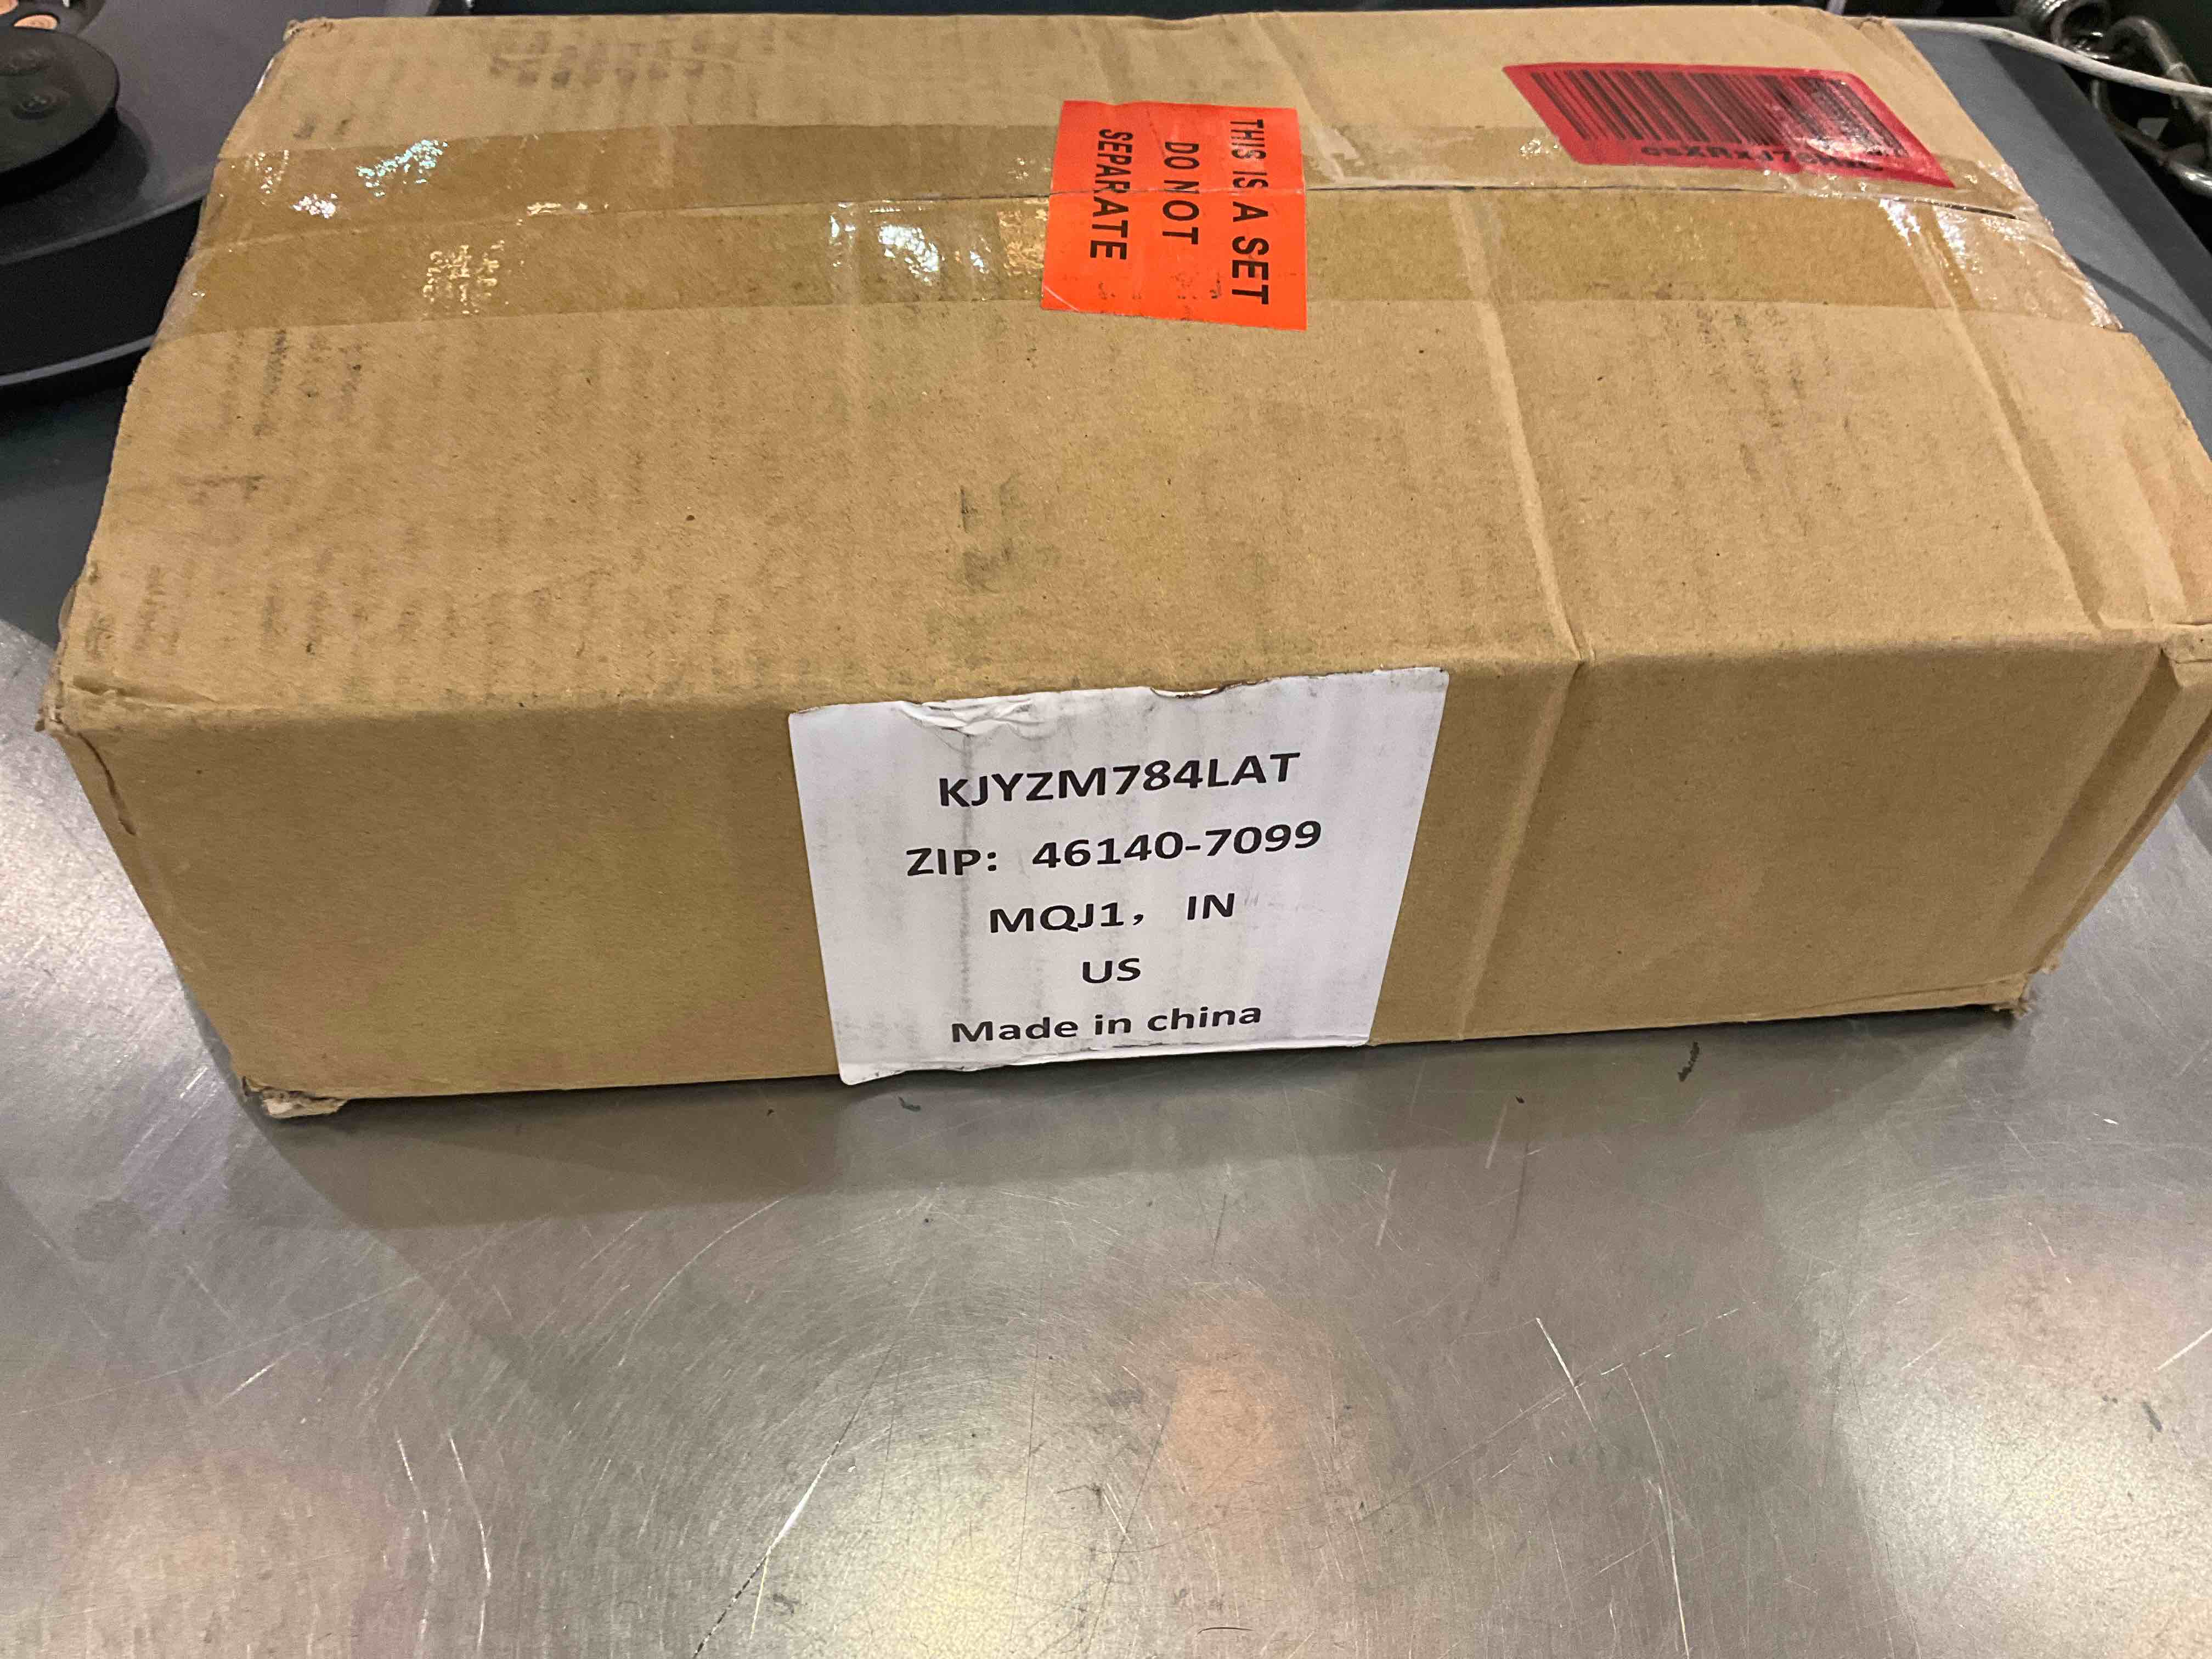 THIS IS A SET
DO NOT
SEPARATE
KJYZM784LAT
ZIP: 46140-7099
MQJ1, IN
US
Made in china